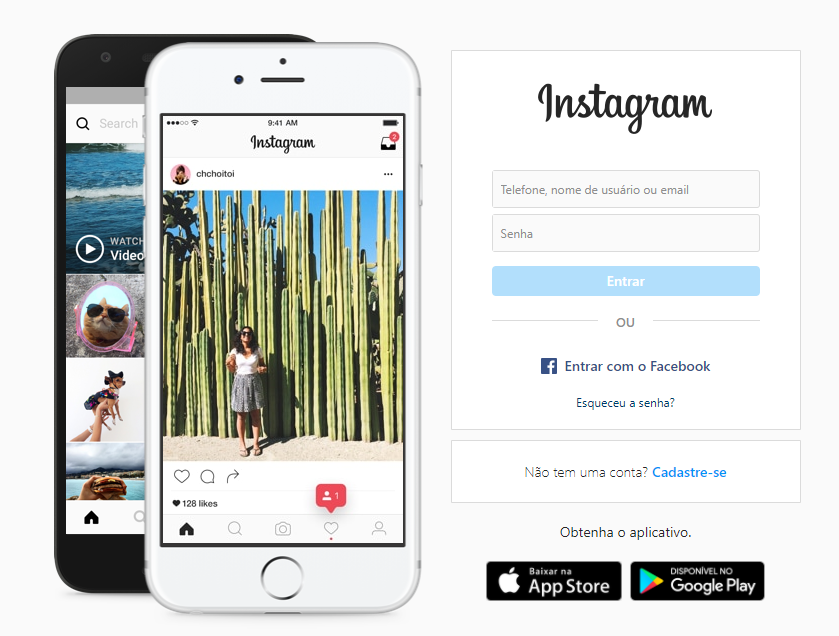 Search
WATCH
Video
9:41 AM
Instagram
2
chchoitoi
128 likes
1
Instagram
Telefone, nome de usuário ou email
Senha
Entrar
OU
Entrar com o Facebook
Esqueceu a senha?
Não tem uma conta? Cadastre-se
Obtenha o aplicativo.
Baixar na
App Store
DISPONÍVEL NO
Google Play